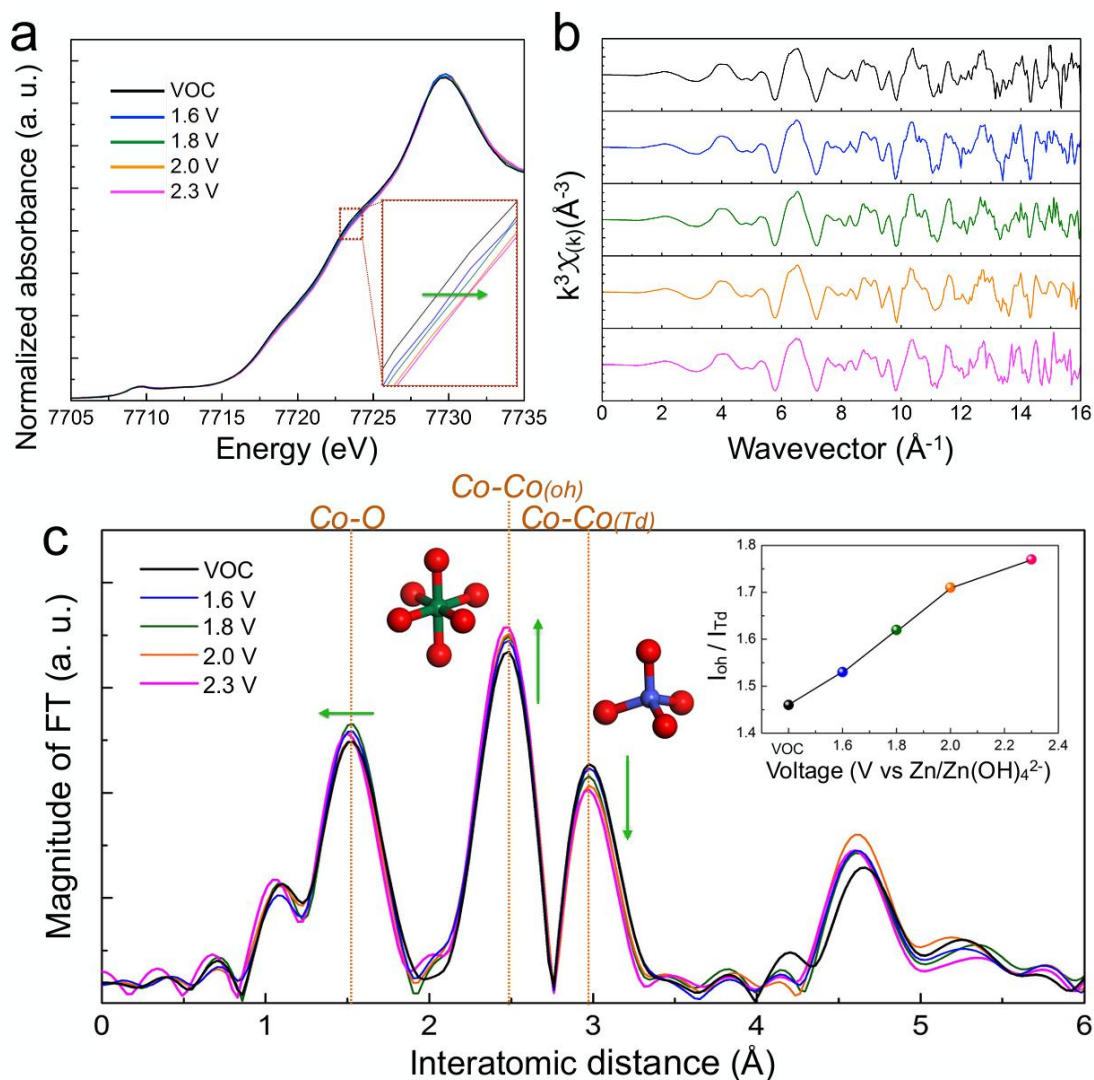 a
Normalized absorbance (a. u.)
VOC
1.6 V
1.8 V
2.0 V
2.3 V
7705 7710 7715 7720 7725 7730 7735
Energy (eV)
b
k³χ(k)(Å⁻³)
0 2 4 6 8 10 12 14 16
Wavevector (Å⁻¹)
c
Co-O
Co-Co(oh)
Co-Co(Td)
Magnitude of FT (a. u.)
VOC
1.6 V
1.8 V
2.0 V
2.3 V
0 1 2 3 4 5 6
Interatomic distance (Å)
Ioh / ITd
1.8
1.7
1.6
1.5
1.4
VOC 1.6 1.8 2.0 2.2 2.4
Voltage (V vs Zn/Zn(OH)₄²⁻)